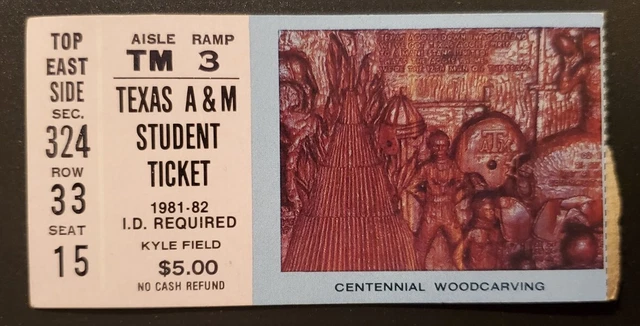 TOP
EAST
SIDE
SEC.
324
ROW
33
SEAT
15
AISLE RAMP
TM 3
TEXAS A & M
STUDENT
TICKET
1981-82
I.D. REQUIRED
KYLE FIELD
$5.00
NO CASH REFUND
CENTENNIAL WOODCARVING